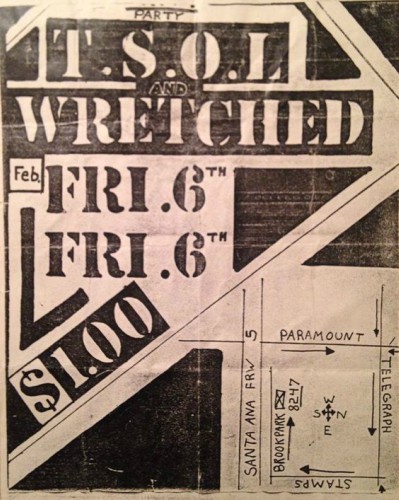 PARTY
T.S.O.L
AND
WRETCHED
Feb. FRI.6TH
FRI.6TH
$1.00
PARAMOUNT
SANTA ANA FRW 5
BROOKPARK 8247
TELEGRAPH
W
S N
E
STAMPS